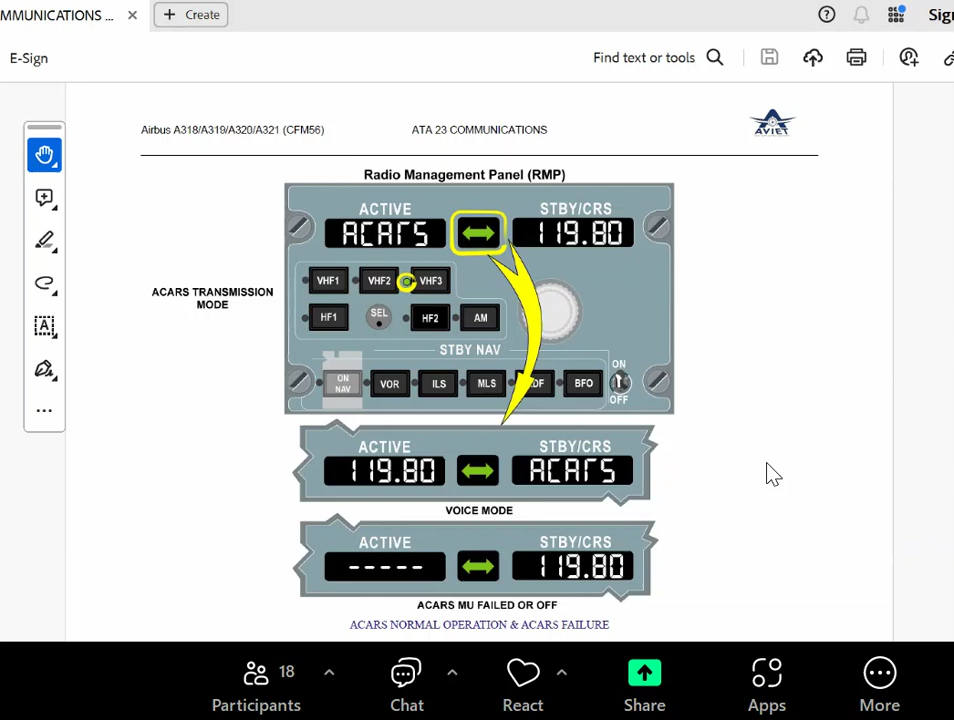 MMUNICATIONS ...
Create
Sign
E-Sign
Find text or tools
Airbus A318/A319/A320/A321 (CFM56)
ATA 23 COMMUNICATIONS
AVIET
Radio Management Panel (RMP)
ACTIVE
STBY/CRS
ACARS
119.80
VHF1
VHF2
VHF3
ACARS TRANSMISSION
MODE
HF1
SEL
HF2
AM
STBY NAV
ON
ON
NAV
VOR
ILS
MLS
DF
BFO
OFF
ACTIVE
STBY/CRS
119.80
ACARS
VOICE MODE
ACTIVE
STBY/CRS
-----
119.80
ACARS MU FAILED OR OFF
ACARS NORMAL OPERATION & ACARS FAILURE
18
Participants
Chat
React
Share
Apps
More